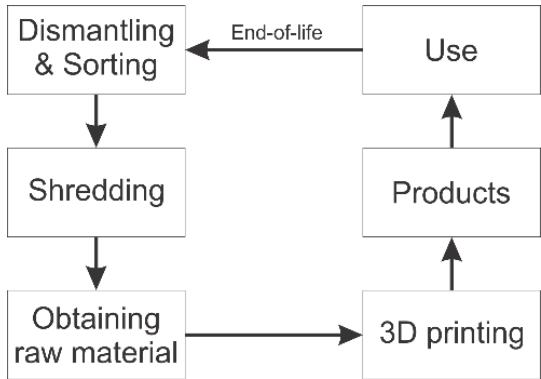 Dismantling
& Sorting
End-of-life
Use
Shredding
Products
Obtaining
raw material
3D printing